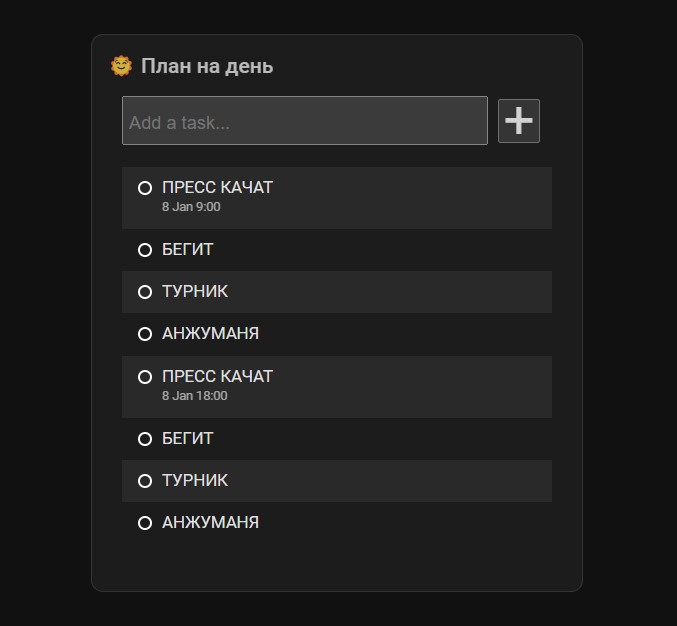 План на день
Add a task...
ПРЕСС КАЧАТ
8 Jan 9:00
БЕГИТ
ТУРНИК
АНЖУМАНЯ
ПРЕСС КАЧАТ
8 Jan 18:00
БЕГИТ
ТУРНИК
АНЖУМАНЯ